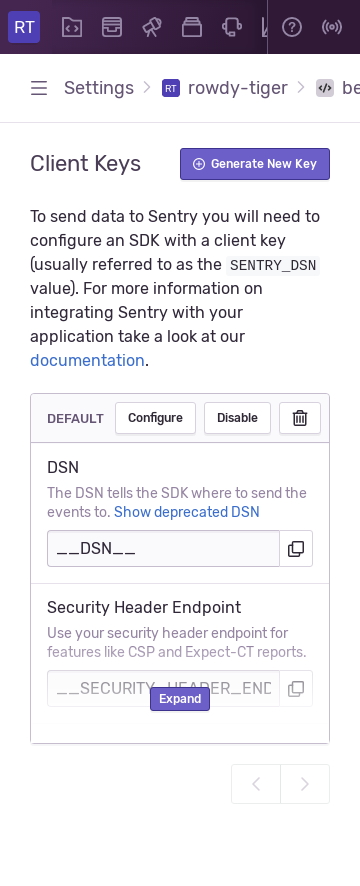 RT
Settings
RT rowdy-tiger
be
Client Keys
Generate New Key
To send data to Sentry you will need to
configure an SDK with a client key
(usually referred to as the SENTRY_DSN
value). For more information on
integrating Sentry with your
application take a look at our
documentation.
DEFAULT
Configure
Disable
DSN
The DSN tells the SDK where to send the
events to. Show deprecated DSN
__DSN__
Security Header Endpoint
Use your security header endpoint for
features like CSP and Expect-CT reports.
__SECURITY_HEADER_END
Expand